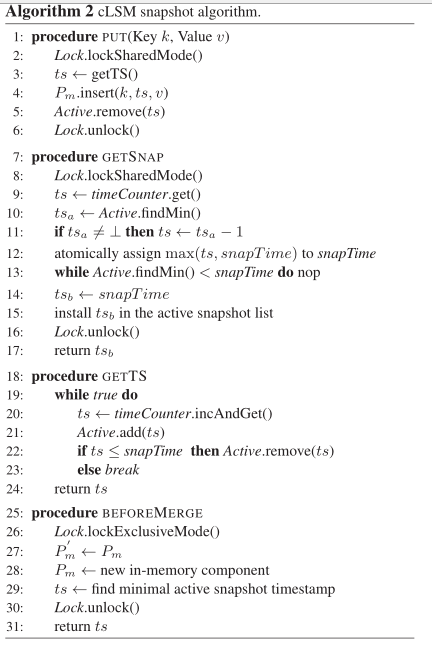 Algorithm 2 cLSM snapshot algorithm.
1: procedure PUT(Key k, Value v)
2: Lock.lockSharedMode()
3: ts ← getTS()
4: Pm.insert(k, ts, v)
5: Active.remove(ts)
6: Lock.unlock()
7: procedure GETSNAP
8: Lock.lockSharedMode()
9: ts ← timeCounter.get()
10: tsa ← Active.findMin()
11: if tsa ≠ ⊥ then ts ← tsa − 1
12: atomically assign max(ts, snapTime) to snapTime
13: while Active.findMin() < snapTime do nop
14: tsb ← snapTime
15: install tsb in the active snapshot list
16: Lock.unlock()
17: return tsb
18: procedure GETTS
19: while true do
20: ts ← timeCounter.incAndGet()
21: Active.add(ts)
22: if ts ≤ snapTime then Active.remove(ts)
23: else break
24: return ts
25: procedure BEFOREMERGE
26: Lock.lockExclusiveMode()
27: P′m ← Pm
28: Pm ← new in-memory component
29: ts ← find minimal active snapshot timestamp
30: Lock.unlock()
31: return ts